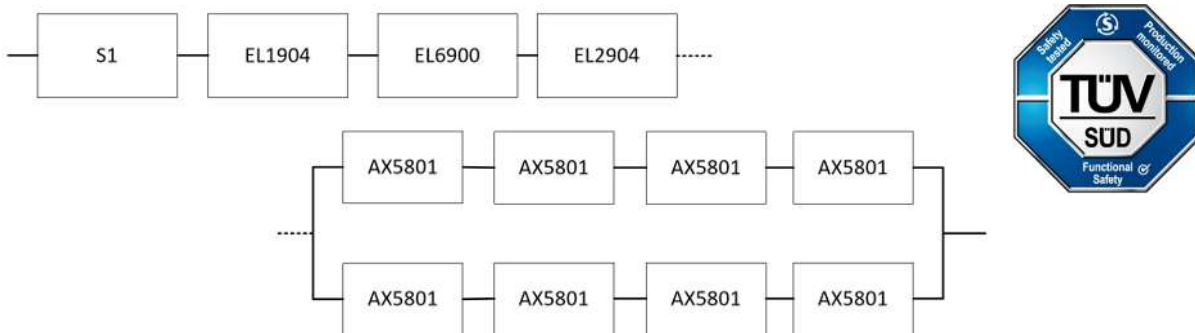 S1 EL1904 EL6900 EL2904
AX5801 AX5801 AX5801 AX5801
AX5801 AX5801 AX5801 AX5801
Safety
tested
S
Production
monitored
TÜV
SÜD
Functional
Safety